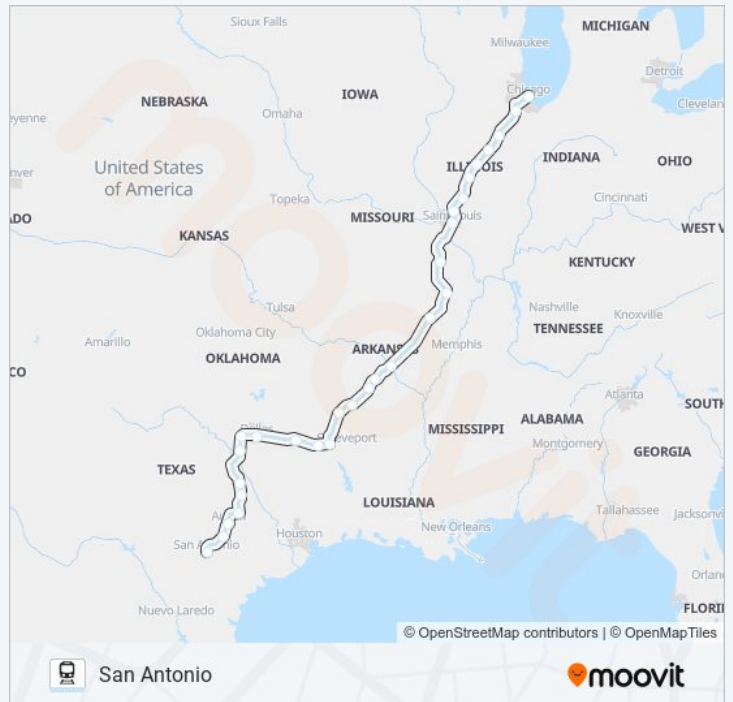 Sioux Falls
MICHIGAN
Milwaukee
Detroit
IOWA
Chicago
NEBRASKA
Clevelan
eyenne
Omaha
United States
of America
ILLINOIS
INDIANA
OHIO
nver
Topeka
Cincinnati
MISSOURI
Saint Louis
ADO
KANSAS
WEST V
KENTUCKY
Tulsa
Nashville
Knoxville
Oklahoma City
TENNESSEE
Amarillo
OKLAHOMA
ARKANSAS
Memphis
CO
Atlanta
SOUTH
Dallas
Shreveport
MISSISSIPPI
ALABAMA
Montgomery
GEORGIA
TEXAS
LOUISIANA
Tallahassee
Jacksonvi
Austin
New Orleans
Houston
San Antonio
Orlan
Nuevo Laredo
FLORI
moovit
© OpenStreetMap contributors | © OpenMapTiles
San Antonio
moovit